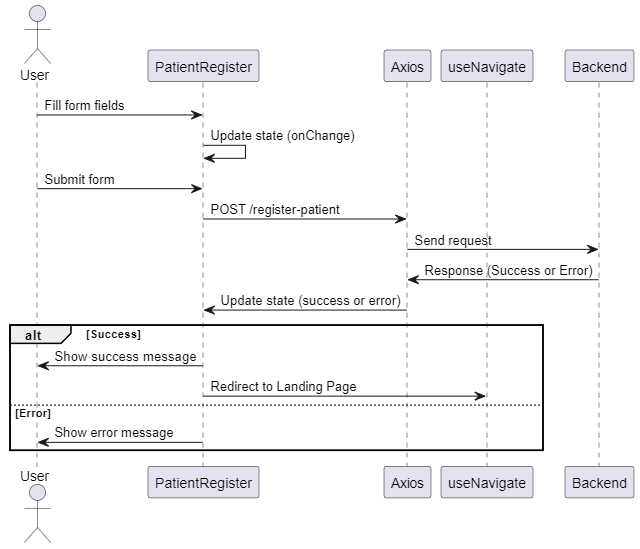 User
PatientRegister
Axios
useNavigate
Backend
Fill form fields
Update state (onChange)
Submit form
POST /register-patient
Send request
Response (Success or Error)
Update state (success or error)
alt
[Success]
Show success message
Redirect to Landing Page
[Error]
Show error message
User
PatientRegister
Axios
useNavigate
Backend